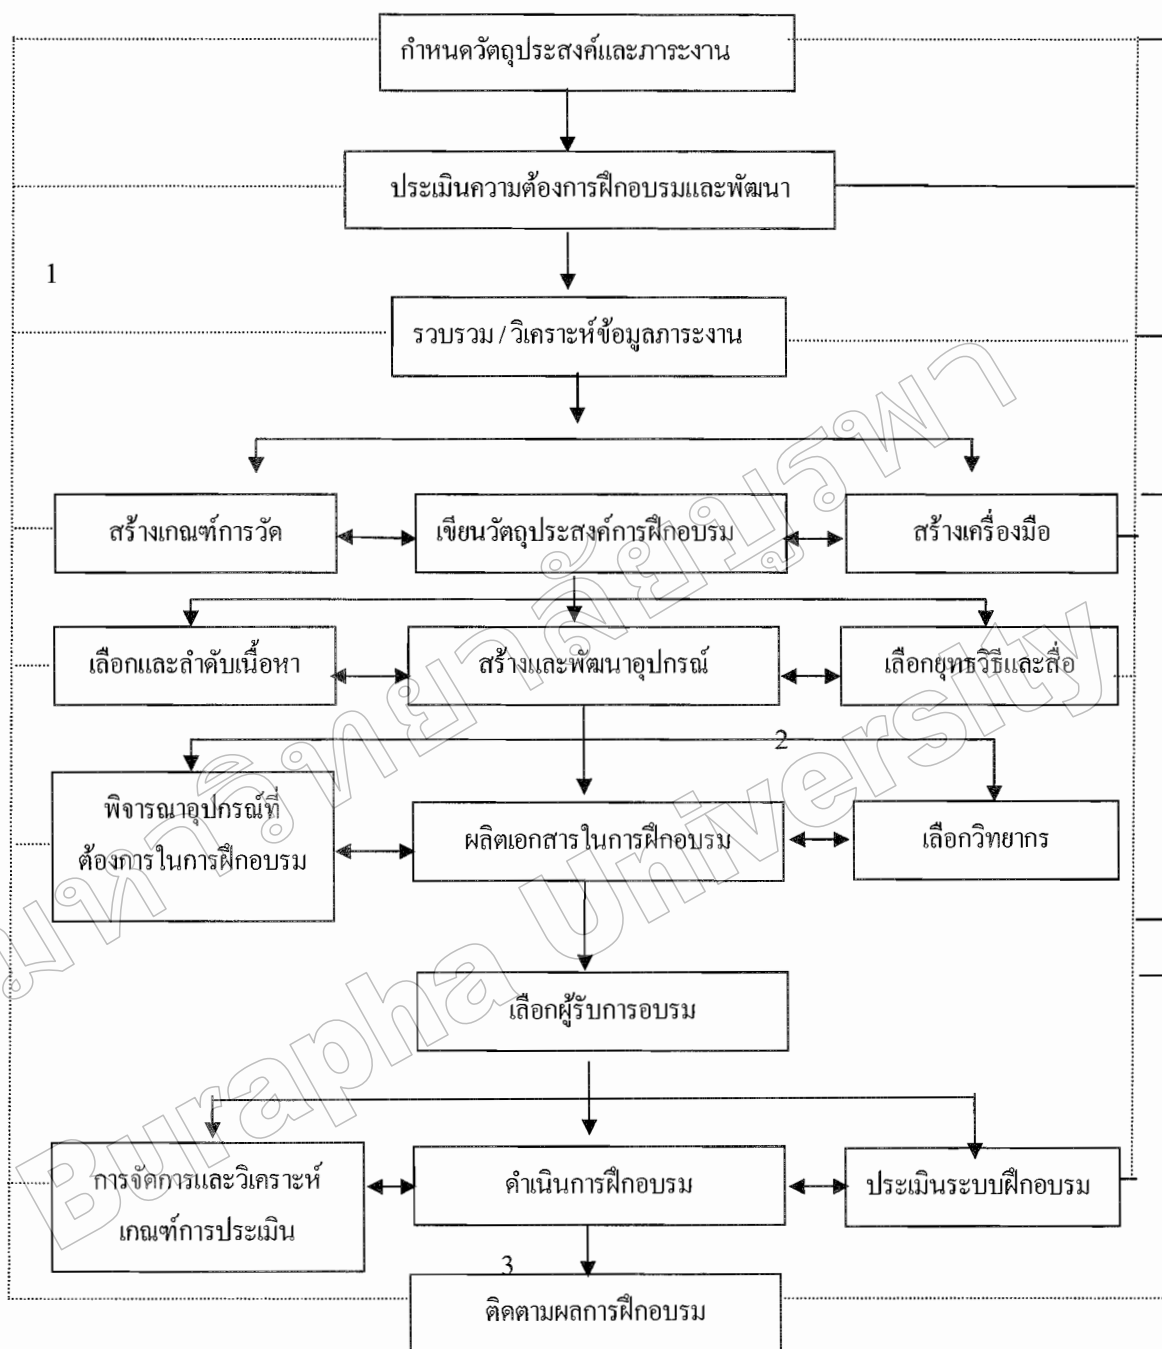 กำหนดวัตถุประสงค์และภาระงาน
ประเมินความต้องการฝึกอบรมและพัฒนา
1
รวบรวม / วิเคราะห์ข้อมูลภาระงาน
สร้างเกณฑ์การวัด
เขียนวัตถุประสงค์การฝึกอบรม
สร้างเครื่องมือ
เลือกและลำดับเนื้อหา
สร้างและพัฒนาอุปกรณ์
เลือกยุทธวิธีและสื่อ
2
พิจารณาอุปกรณ์ที่
ต้องการในการฝึกอบรม
ผลิตเอกสารในการฝึกอบรม
เลือกวิทยากร
เลือกผู้รับการอบรม
การจัดการและวิเคราะห์
เกณฑ์การประเมิน
ดำเนินการฝึกอบรม
ประเมินระบบฝึกอบรม
3
ติดตามผลการฝึกอบรม
มหาวิทยาลัยบูรพา
Burapha University